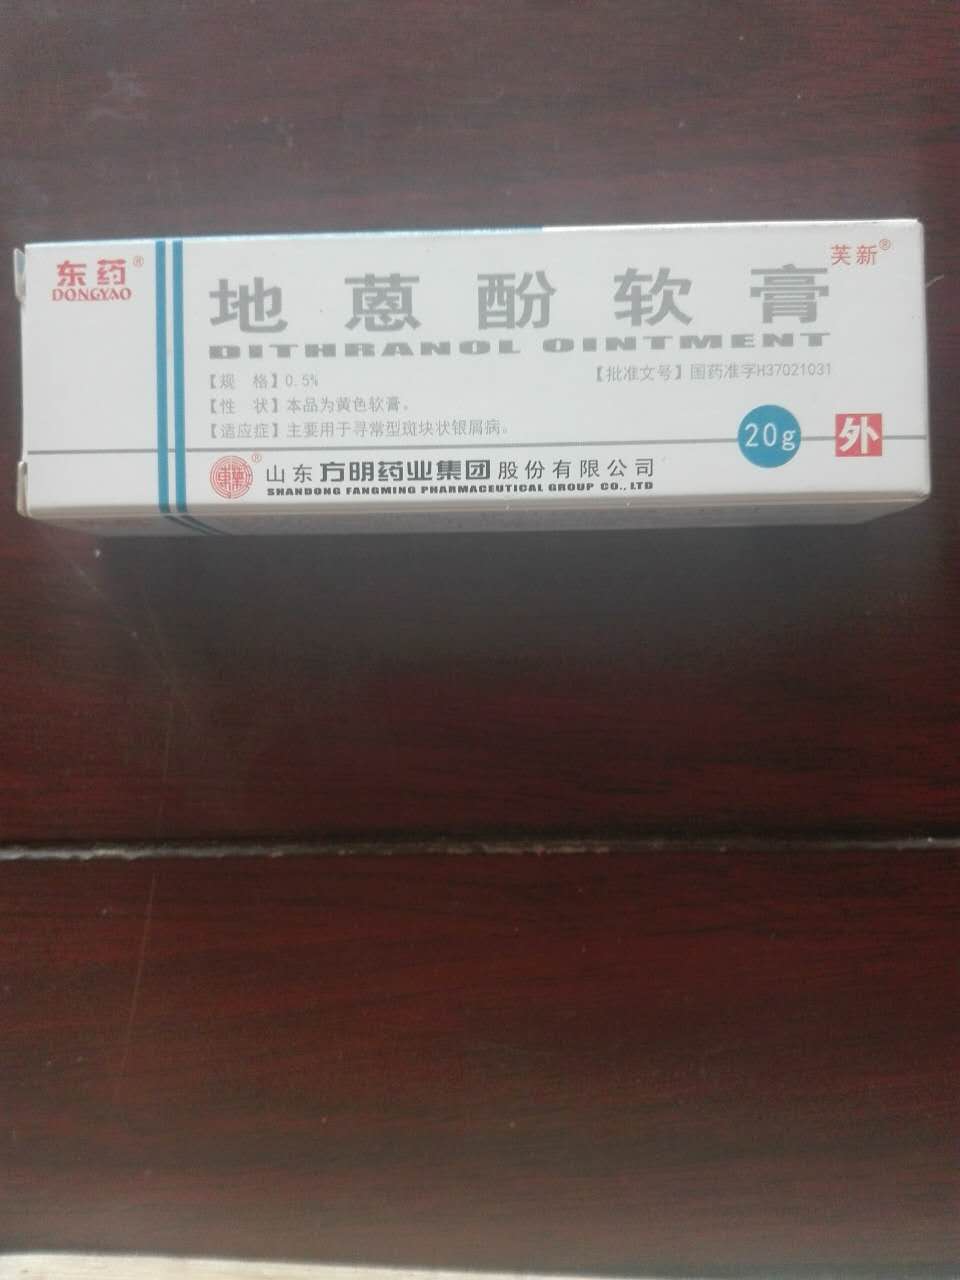 东药®
DONGYAO
芙新®
地蒽酚软膏
DITHRANOL OINTMENT
【规 格】0.5%
【批准文号】国药准字H37021031
【性 状】本品为黄色软膏。
【适应症】主要用于寻常型斑块状银屑病。
20g
外
®
山东方明药业集团股份有限公司
SHANDONG FANGMING PHARMACEUTICAL GROUP CO., LTD